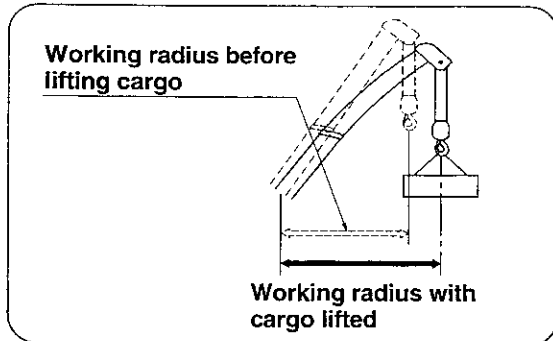 Working radius before
lifting cargo
Working radius with
cargo lifted